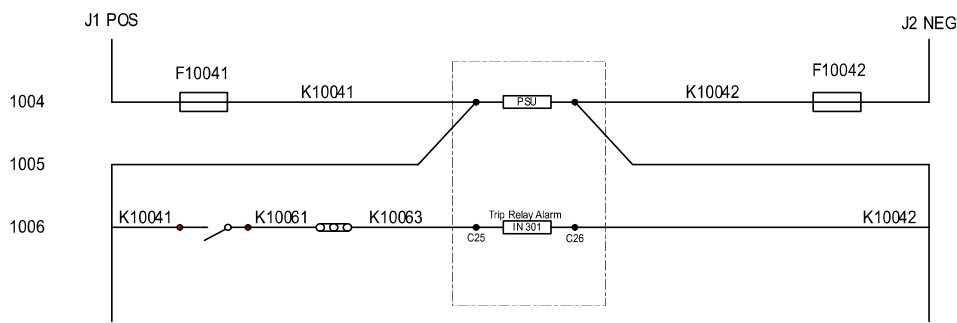 J1 POS
J2 NEG
F10041
F10042
1004
K10041
PSU
K10042
1005
1006
K10041
K10061
K10063
Trip Relay Alarm
IN 301
C25
C26
K10042